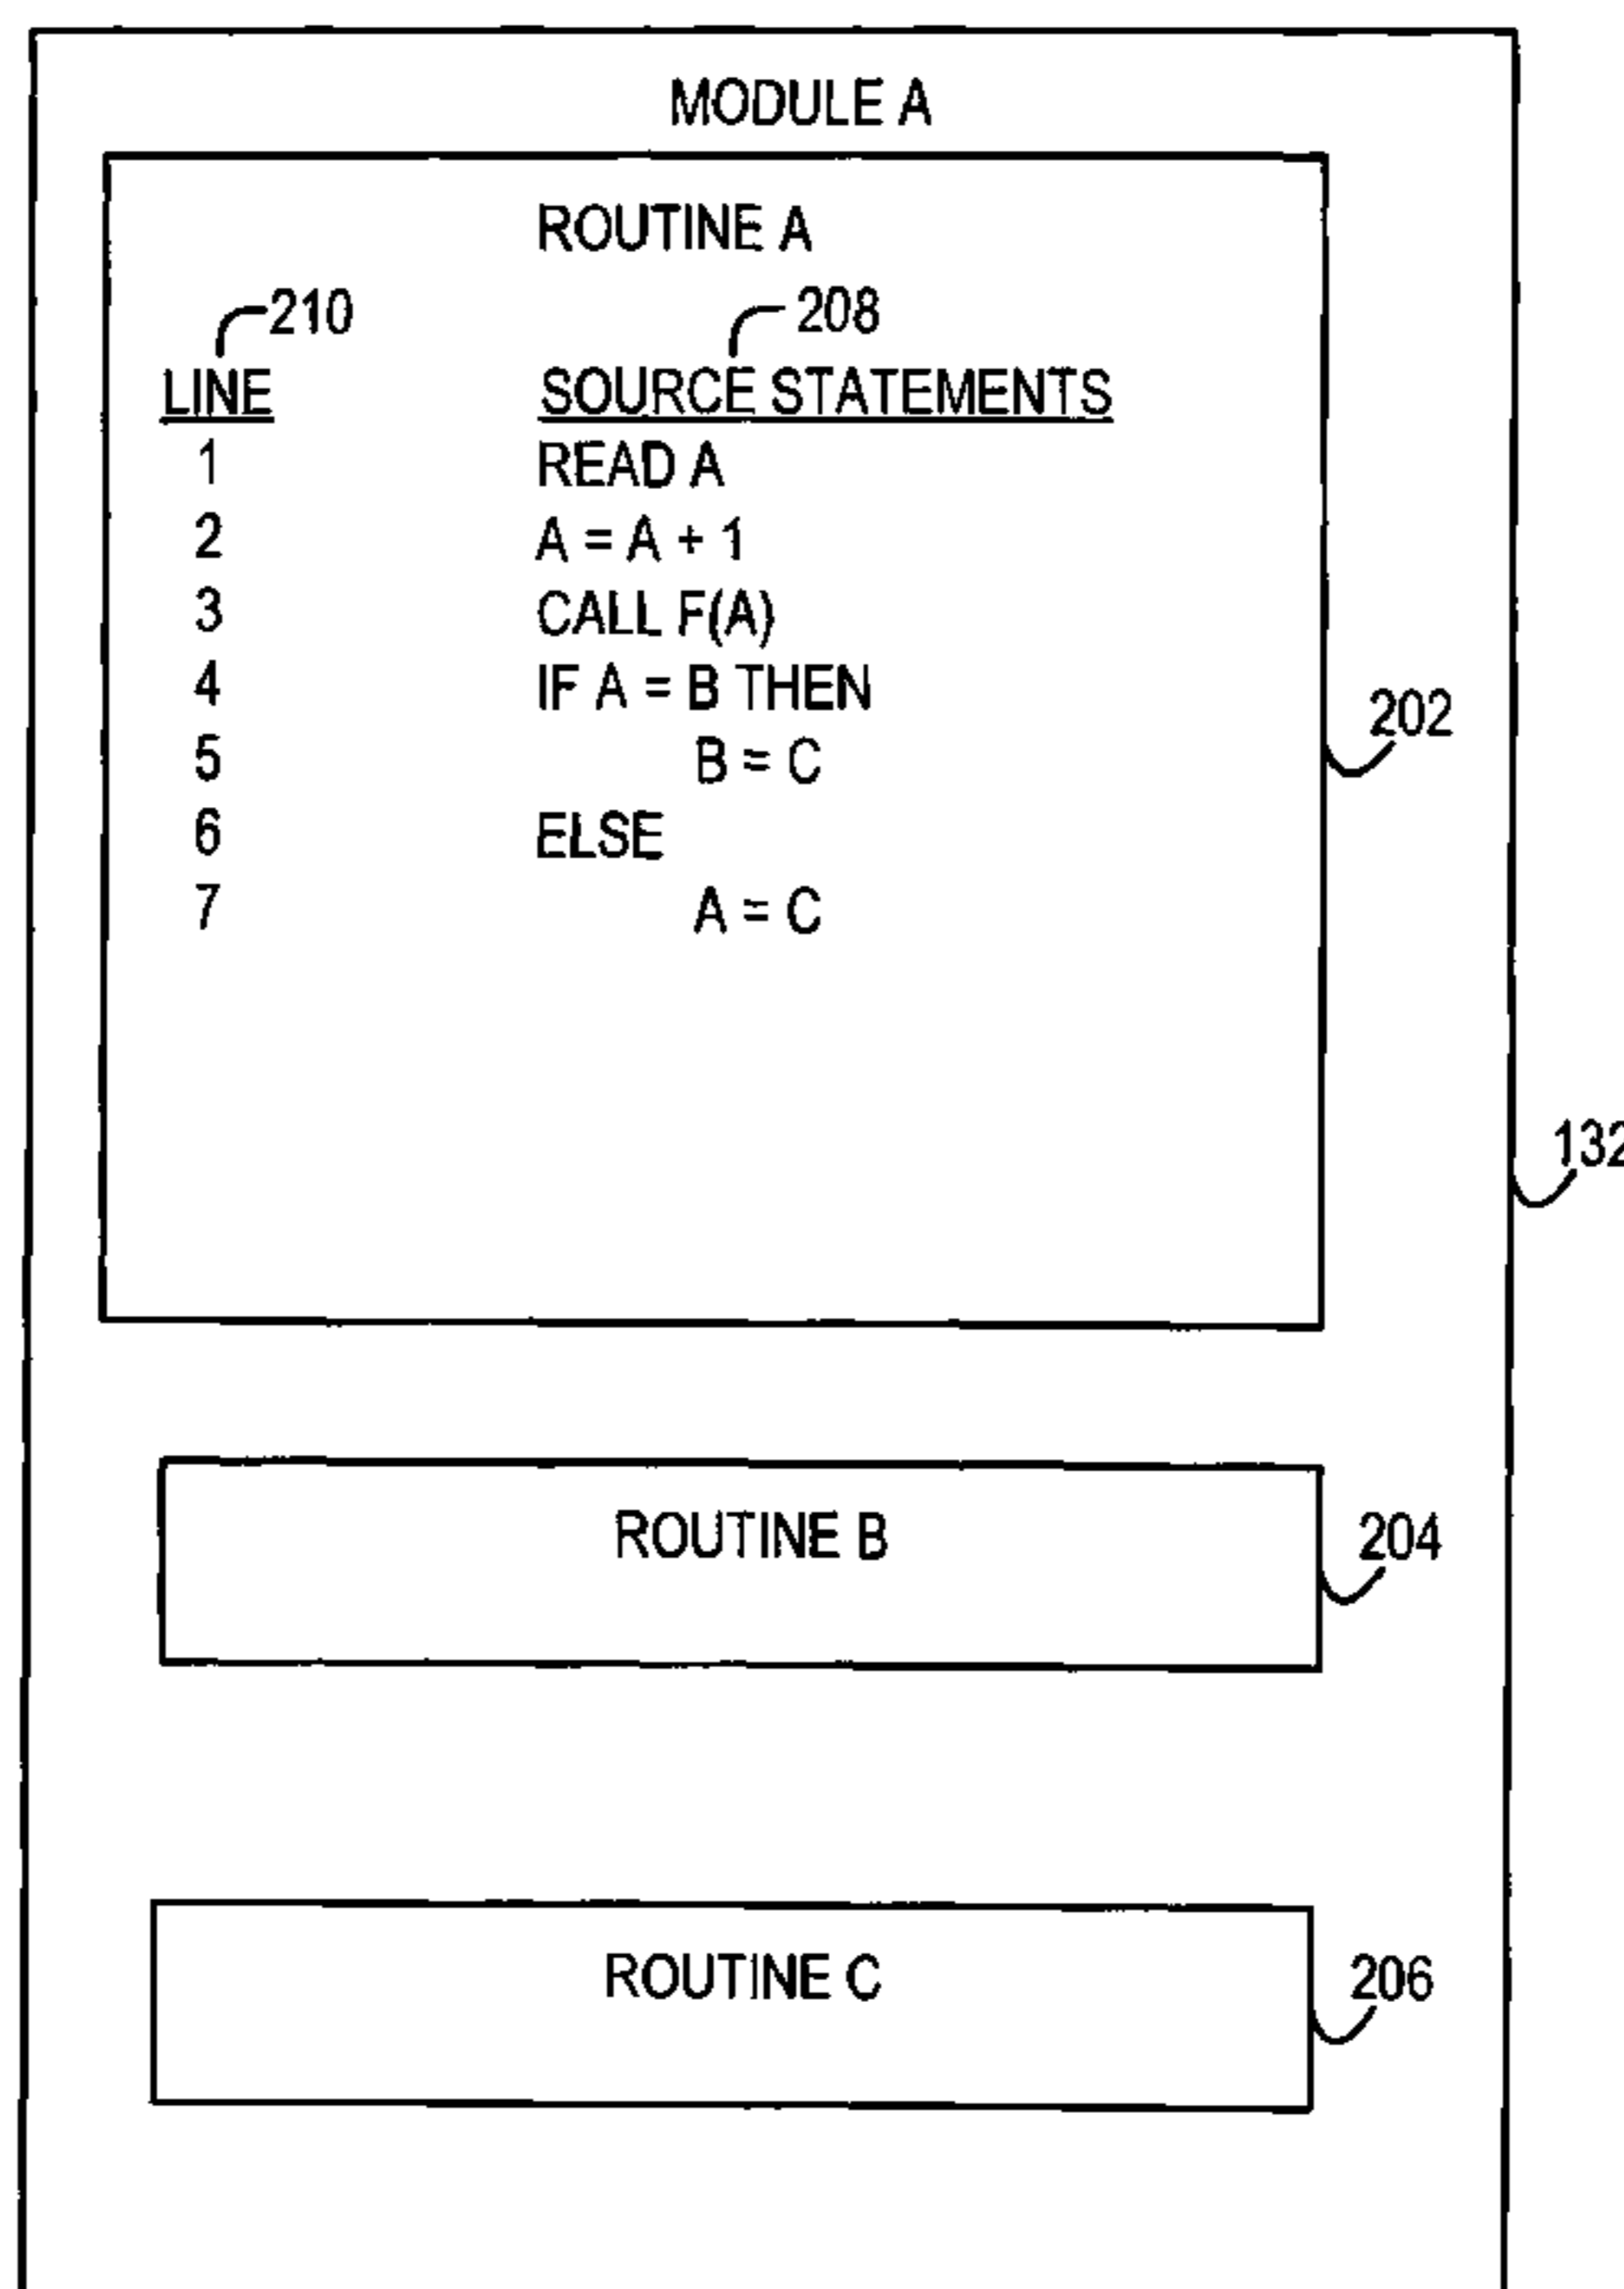 MODULE A
ROUTINE A
210 208
LINE SOURCE STATEMENTS
1 READ A
2 A = A + 1
3 CALL F(A)
4 IF A = B THEN
202
5 B = C
6 ELSE
7 A = C
132
ROUTINE B 204
ROUTINE C 206